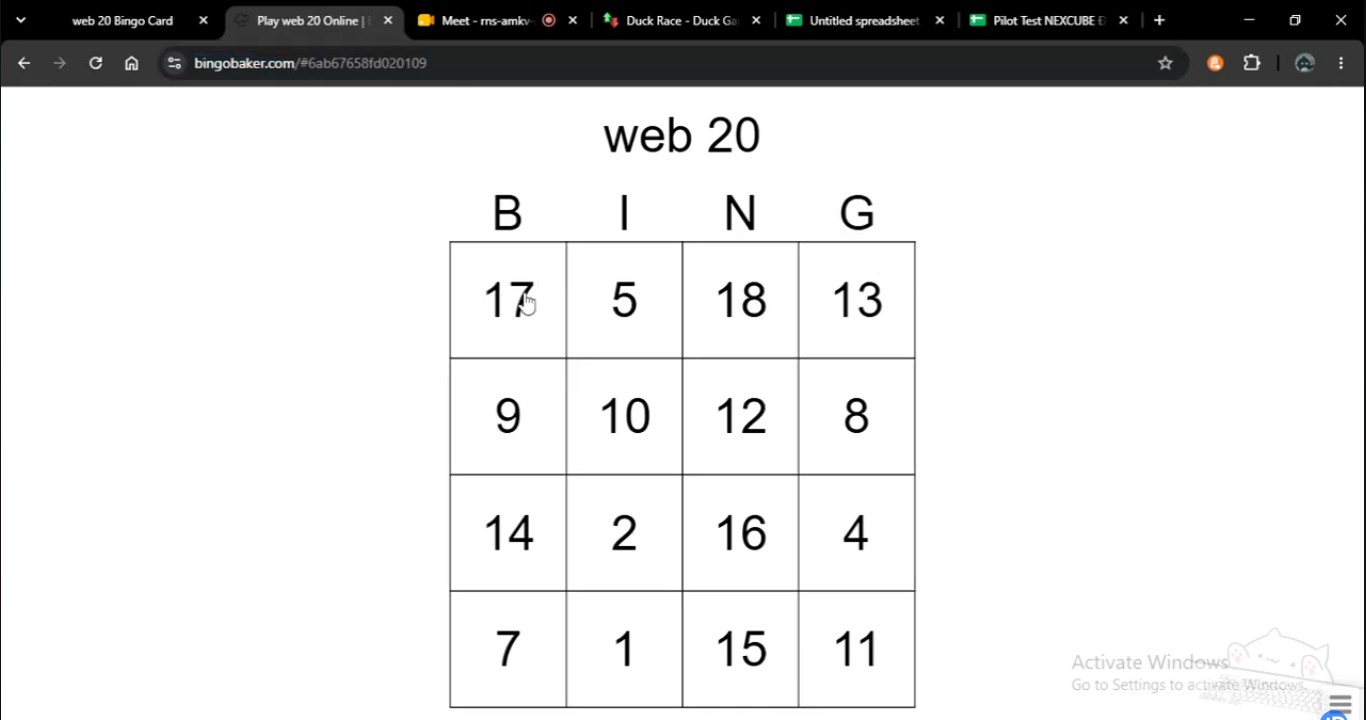 web 20 Bingo Card
Play web 20 Online |
Meet - rns-amkv-
Duck Race - Duck Ga
Untitled spreadsheet
Pilot Test NEXCUBE
bingobaker.com/#6ab67658fd020109
web 20
B I N G
17 5 18 13
9 10 12 8
14 2 16 4
7 1 15 11
Activate Windows
Go to Settings to activate Windows.